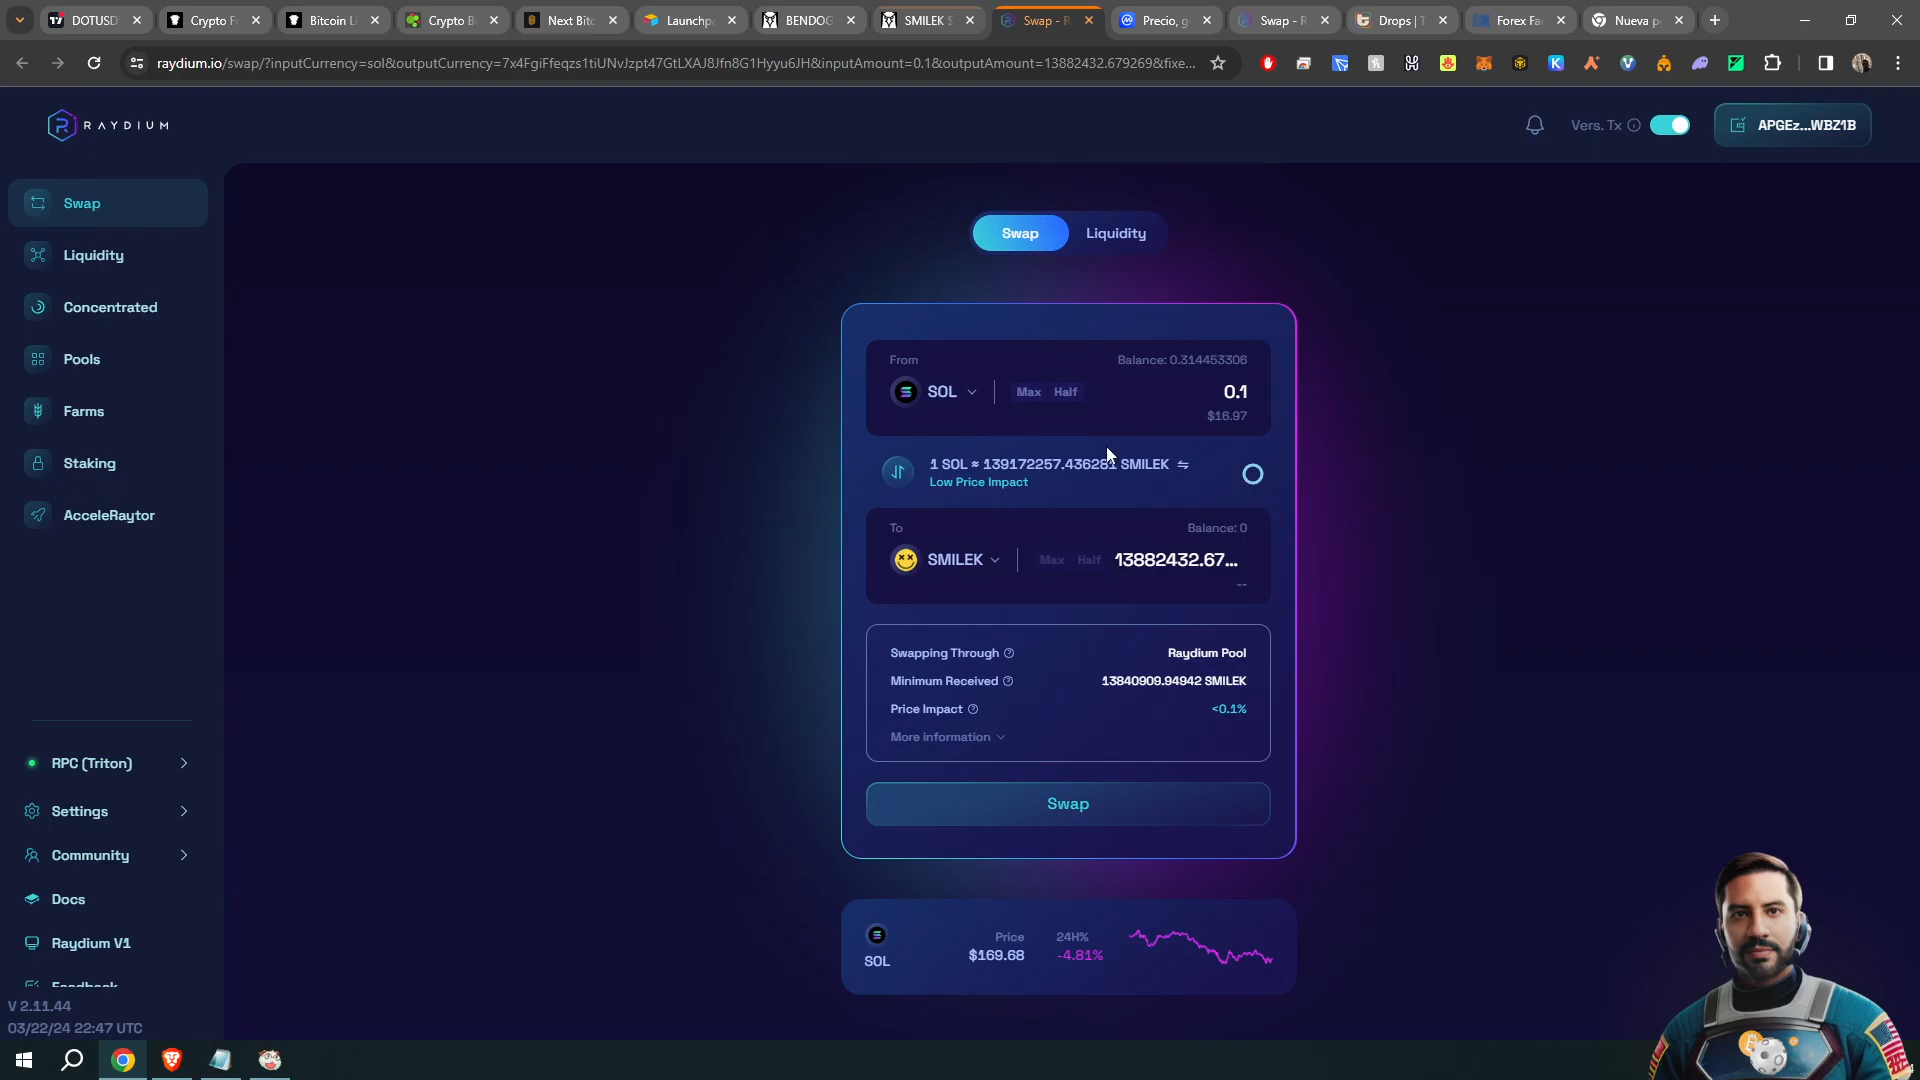 DOTUSD
Crypto F
Bitcoin Li
Crypto B
Next Bitc
Launchp
BENDOG
SMILEK $
Swap - R
Precio, g
Swap - R
Drops | T
Forex Fa
Nueva p
raydium.io/swap/?inputCurrency=sol&outputCurrency=7x4FgiFfeqzs1tiUNvJzpt47GtLXAJ8Jfn8G1Hyyu6JH&inputAmount=0.1&outputAmount=13882432.679269&fixe...
RAYDIUM
Vers. Tx
APGEz...WBZ1B
Swap
Liquidity
Concentrated
Pools
Farms
Staking
AcceleRaytor
RPC (Triton)
Settings
Community
Docs
Raydium V1
Feedback
V 2.11.44
03/22/24 22:47 UTC
Swap
Liquidity
From
Balance: 0.314453306
SOL
Max
Half
0.1
$16.97
1 SOL ≈ 139172257.436281 SMILEK
Low Price Impact
To
Balance: 0
SMILEK
Max
Half
13882432.67...
--
Swapping Through
Raydium Pool
Minimum Received
13840909.94942 SMILEK
Price Impact
<0.1%
More information
Swap
SOL
Price
$169.68
24H%
-4.81%